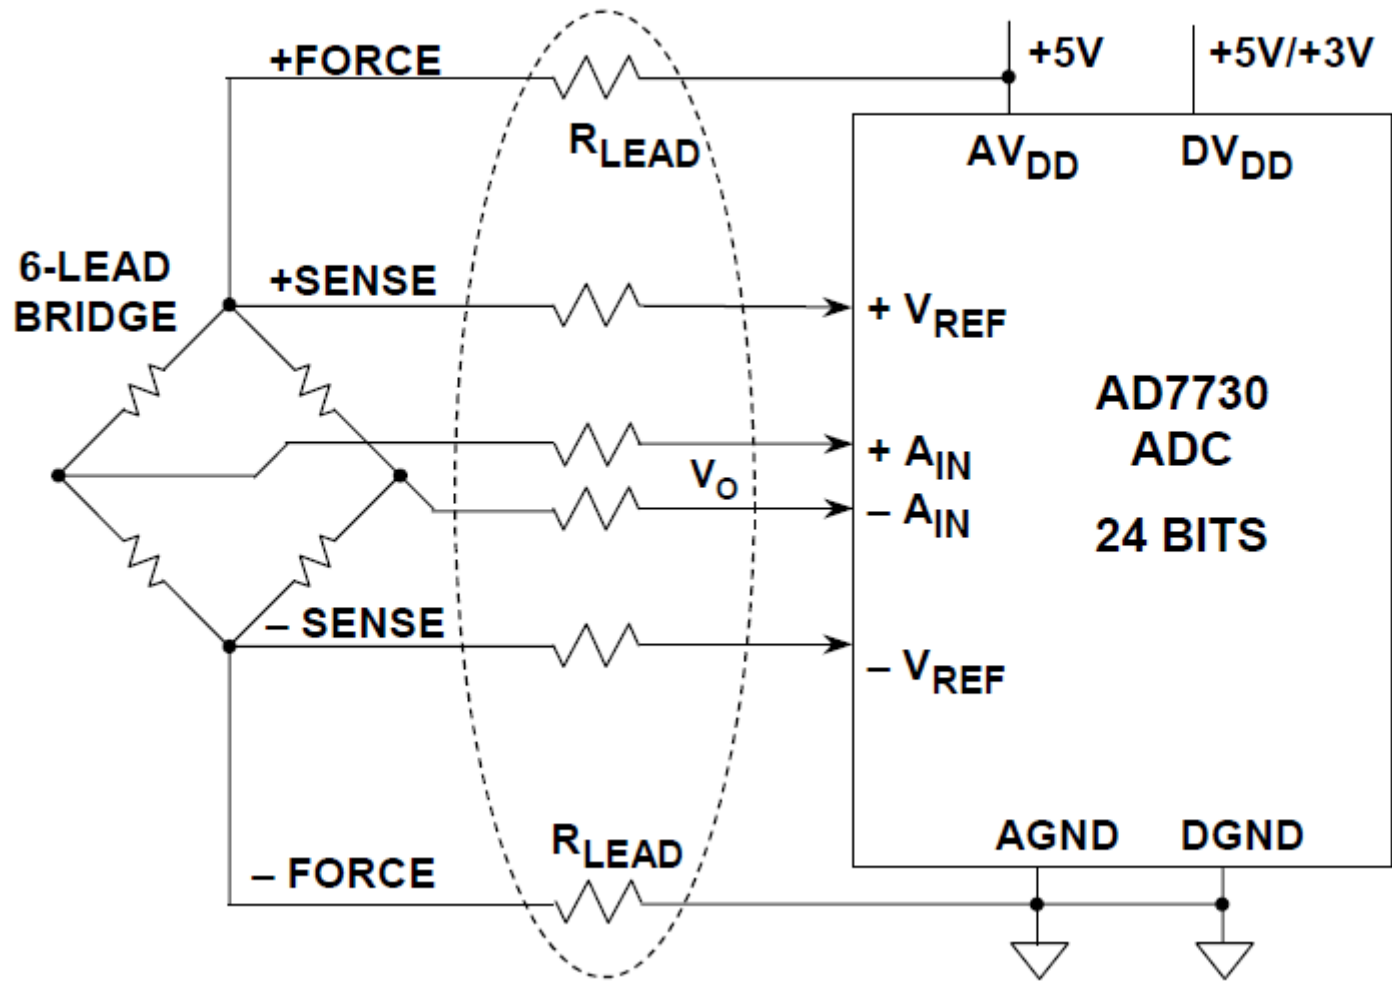 +FORCE
+5V
+5V/+3V
RLEAD
AVDD
DVDD
6-LEAD
BRIDGE
+SENSE
+ VREF
AD7730
ADC
24 BITS
+ AIN
VO
– AIN
– SENSE
– VREF
RLEAD
– FORCE
AGND
DGND